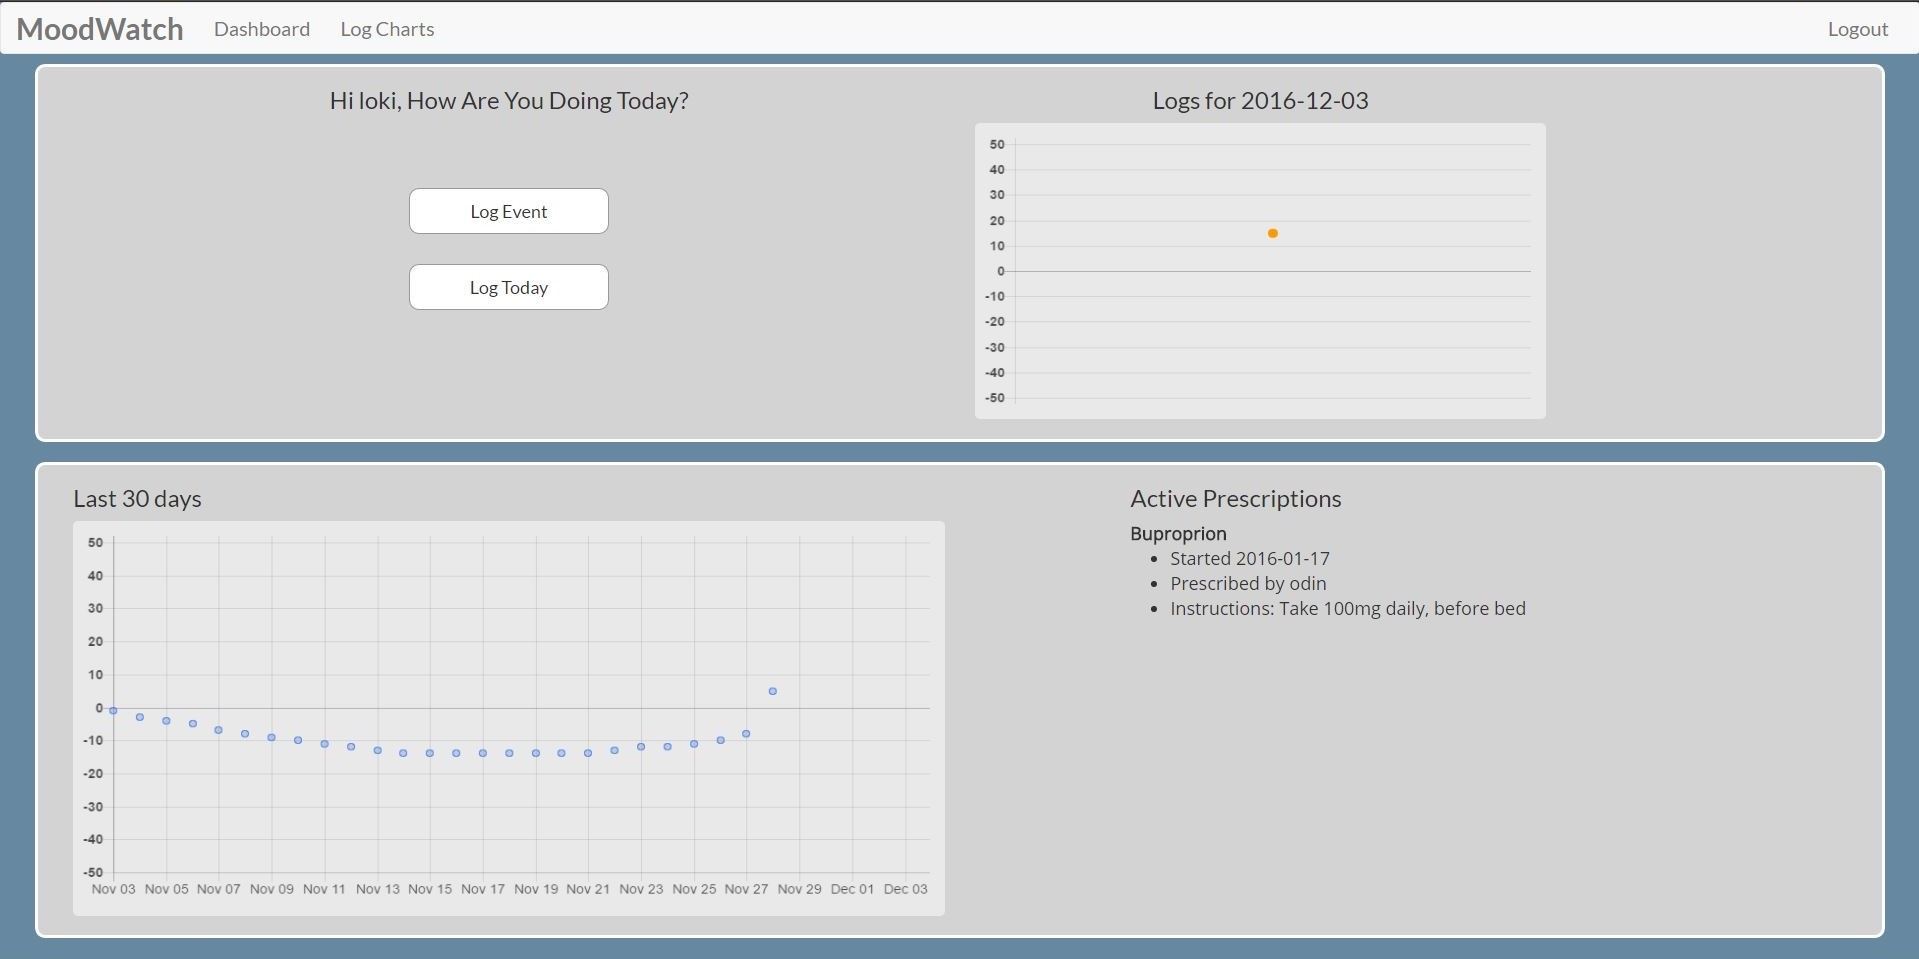 MoodWatch Dashboard Log Charts Logout
Hi loki, How Are You Doing Today?
Log Event
Log Today
Logs for 2016-12-03
50
40
30
20
10
0
-10
-20
-30
-40
-50
Last 30 days
50
40
30
20
10
0
-10
-20
-30
-40
-50
Nov 03 Nov 05 Nov 07 Nov 09 Nov 11 Nov 13 Nov 15 Nov 17 Nov 19 Nov 21 Nov 23 Nov 25 Nov 27 Nov 29 Dec 01 Dec 03
Active Prescriptions
Buproprion
• Started 2016-01-17
• Prescribed by odin
• Instructions: Take 100mg daily, before bed